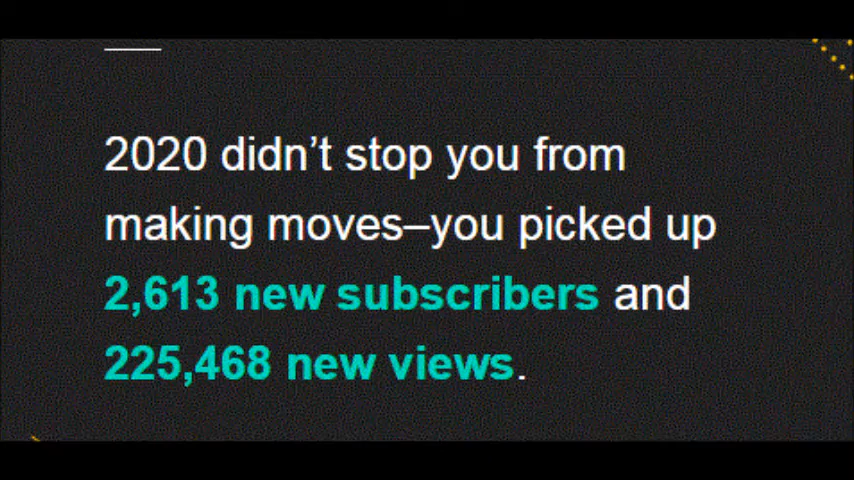 2020 didn’t stop you from
making moves–you picked up
2,613 new subscribers and
225,468 new views.